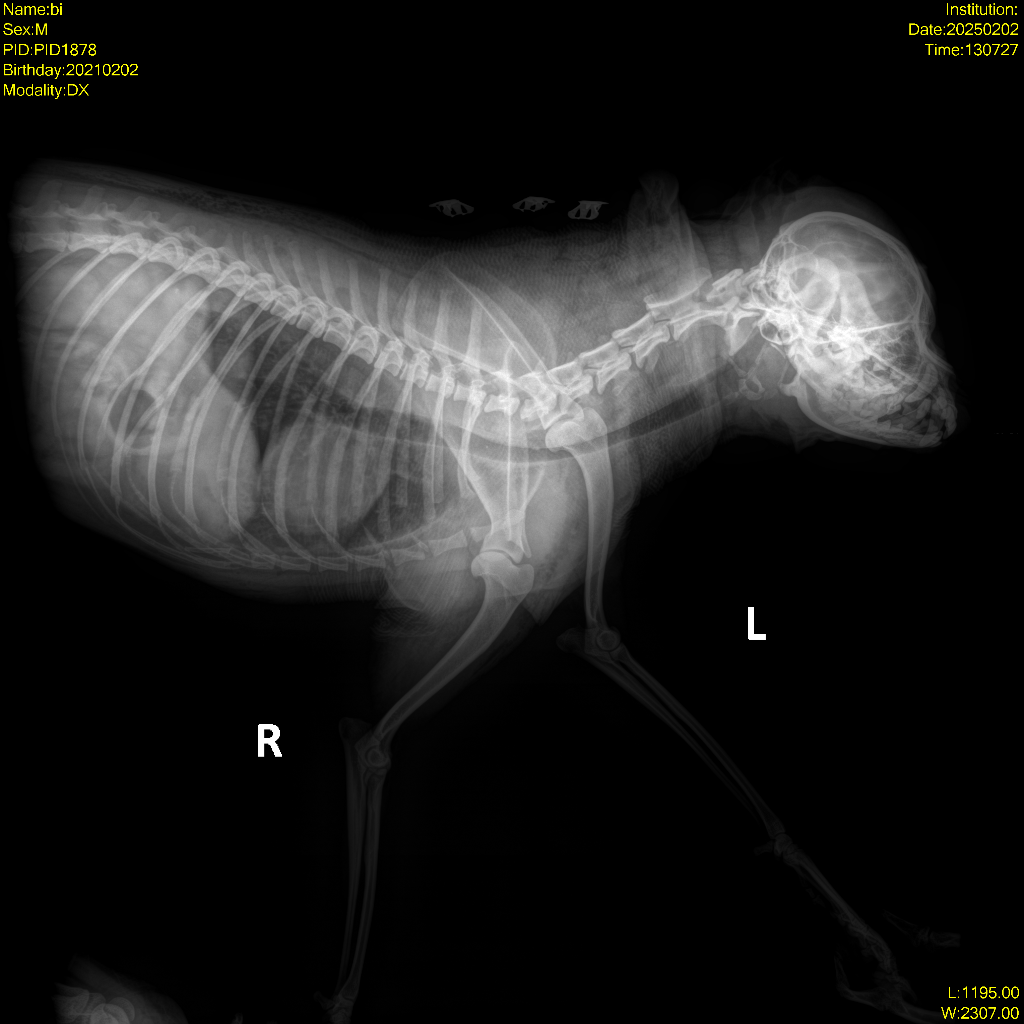 Name:bi
Sex:M
PID:PID1878
Birthday:20210202
Modality:DX
Institution:
Date:20250202
Time:130727
L
R
L:1195.00
W:2307.00